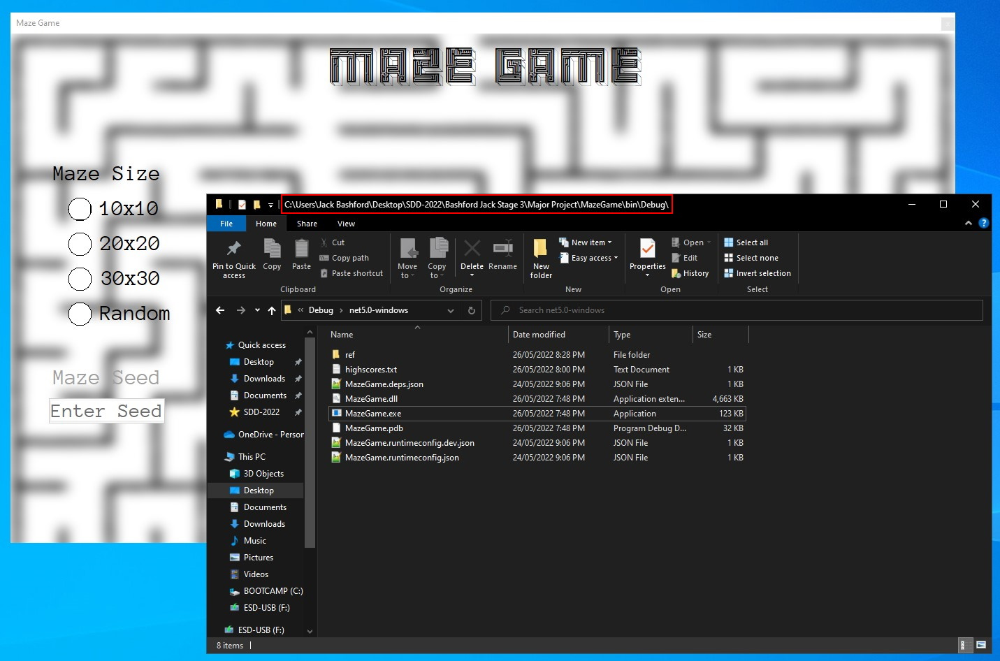 Maze Game
MAZE GAME
Maze Size
10x10
20x20
30x30
Random
Maze Seed
Enter Seed
C:\Users\Jack Bashford\Desktop\SDD-2022\Bashford Jack Stage 3\Major Project\MazeGame\bin\Debug\
File Home Share View
Pin to Quick access
Copy
Paste
Cut
Copy path
Paste shortcut
Clipboard
Move to
Copy to
Delete
Rename
Organize
New folder
New item
Easy access
New
Properties
Open
Edit
History
Open
Select all
Select none
Invert selection
Select
« Debug › net5.0-windows
Search net5.0-windows
Quick access
Desktop
Downloads
Documents
SDD-2022
OneDrive - Person
This PC
3D Objects
Desktop
Documents
Downloads
Music
Pictures
Videos
BOOTCAMP (C:)
ESD-USB (F:)
ESD-USB (F:)
Name Date modified Type Size
ref 26/05/2022 8:28 PM File folder
highscores.txt 26/05/2022 8:00 PM Text Document 1 KB
MazeGame.deps.json 24/05/2022 9:06 PM JSON File 1 KB
MazeGame.dll 26/05/2022 7:48 PM Application exten... 4,663 KB
MazeGame.exe 26/05/2022 7:48 PM Application 123 KB
MazeGame.pdb 26/05/2022 7:48 PM Program Debug D... 32 KB
MazeGame.runtimeconfig.dev.json 24/05/2022 9:06 PM JSON File 1 KB
MazeGame.runtimeconfig.json 24/05/2022 9:06 PM JSON File 1 KB
8 items